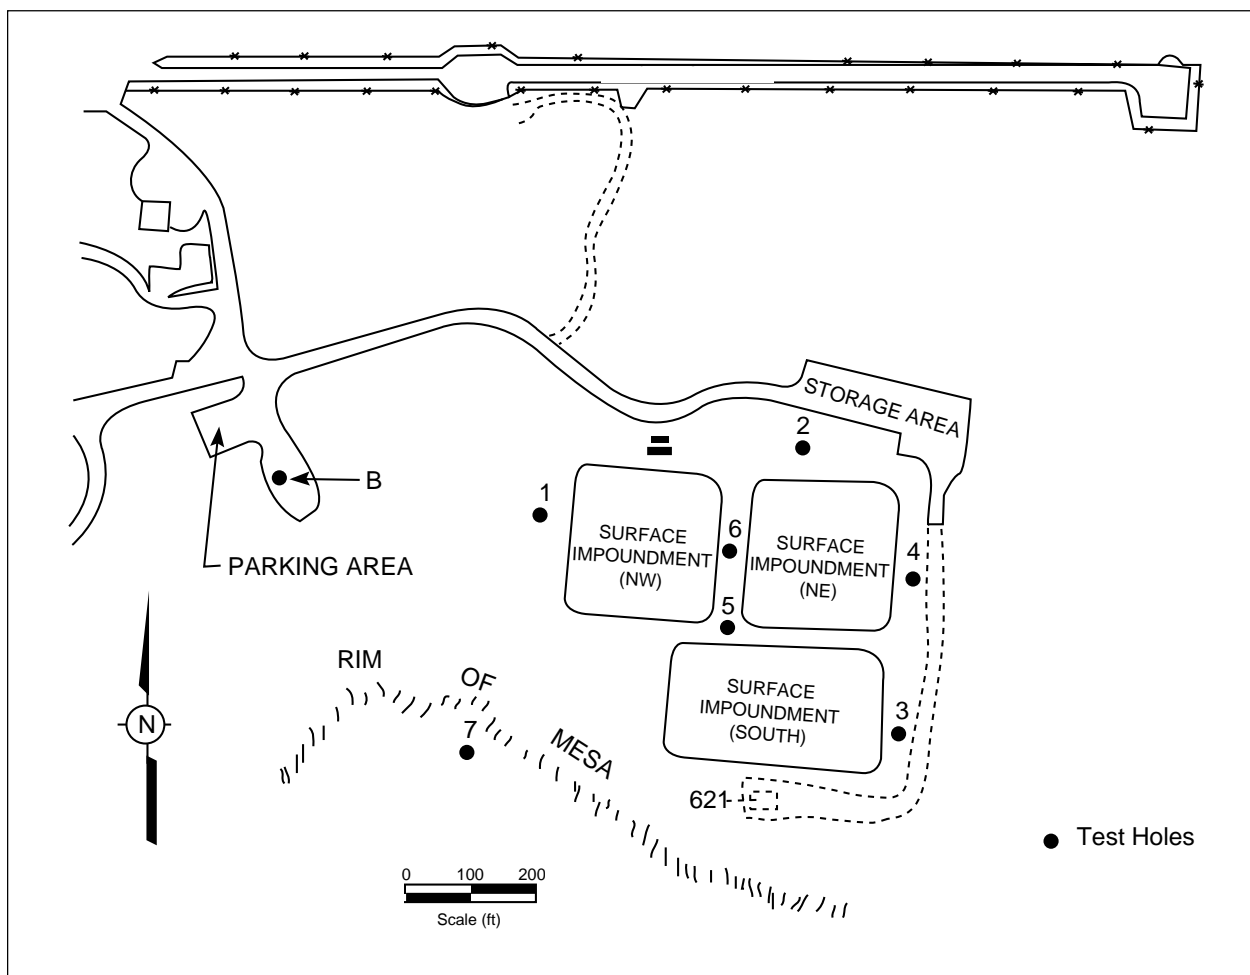 STORAGE AREA
2
B
1
SURFACE
IMPOUNDMENT
(NW)
6
SURFACE
IMPOUNDMENT
(NE)
4
PARKING AREA
5
RIM OF MESA
7
SURFACE
IMPOUNDMENT
(SOUTH)
3
N
621
Test Holes
0 100 200
Scale (ft)